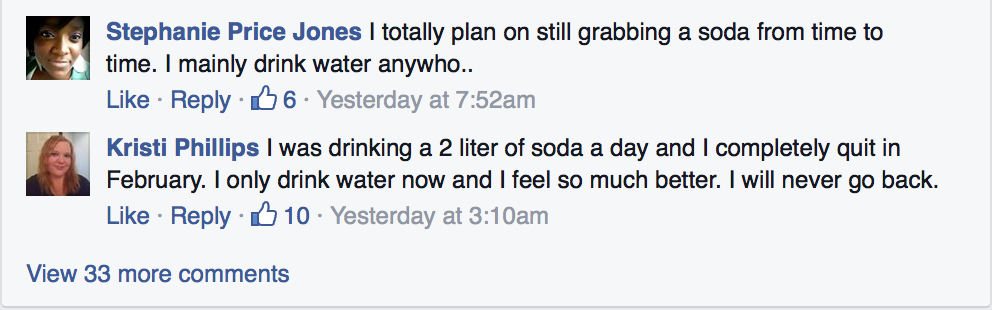 Stephanie Price Jones I totally plan on still grabbing a soda from time to
time. I mainly drink water anywho..
Like · Reply · 6 · Yesterday at 7:52am
Kristi Phillips I was drinking a 2 liter of soda a day and I completely quit in
February. I only drink water now and I feel so much better. I will never go back.
Like · Reply · 10 · Yesterday at 3:10am
View 33 more comments